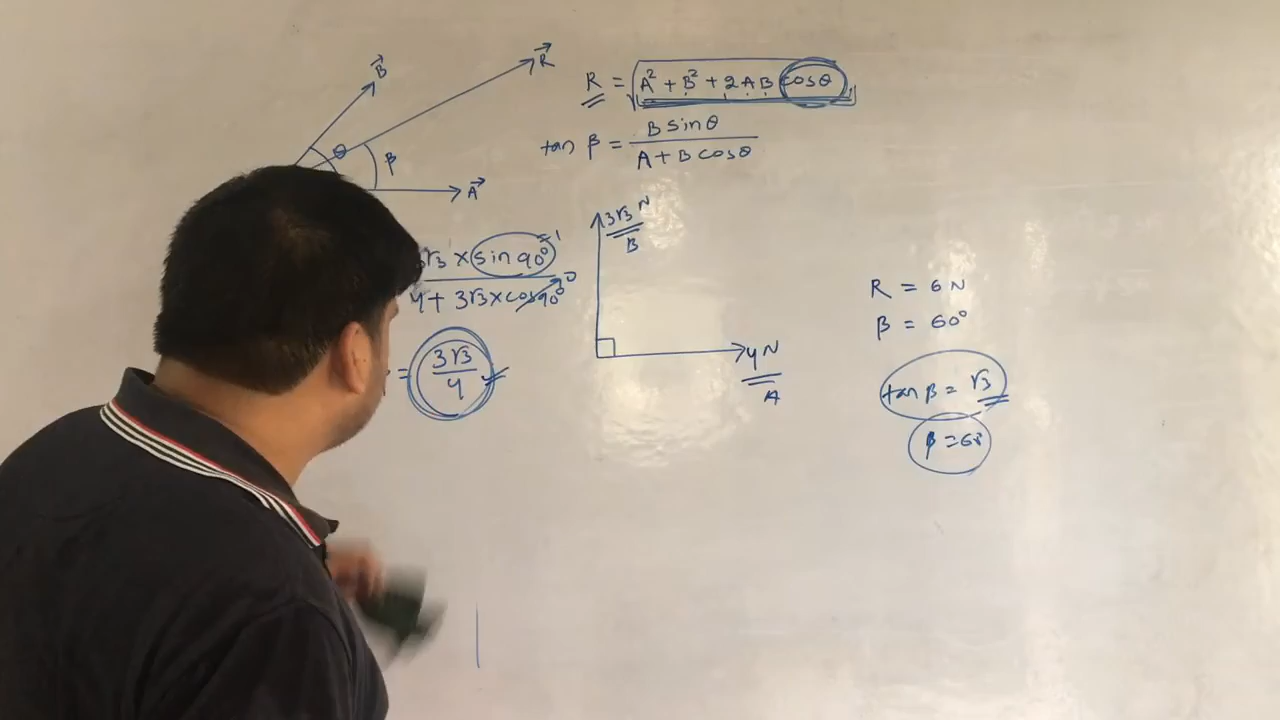 B⃗
R⃗
θ
β
A⃗
R = √A² + B² + 2AB cosθ
tan β = B sinθ / A + B cosθ
3√3 × sin 90° = 1
4 + 3√3 × cos 90° 0
= 3√3 / 4
3√3 N
B
4 N
A
R = 6 N
β = 60°
tan β = √3
β = 60